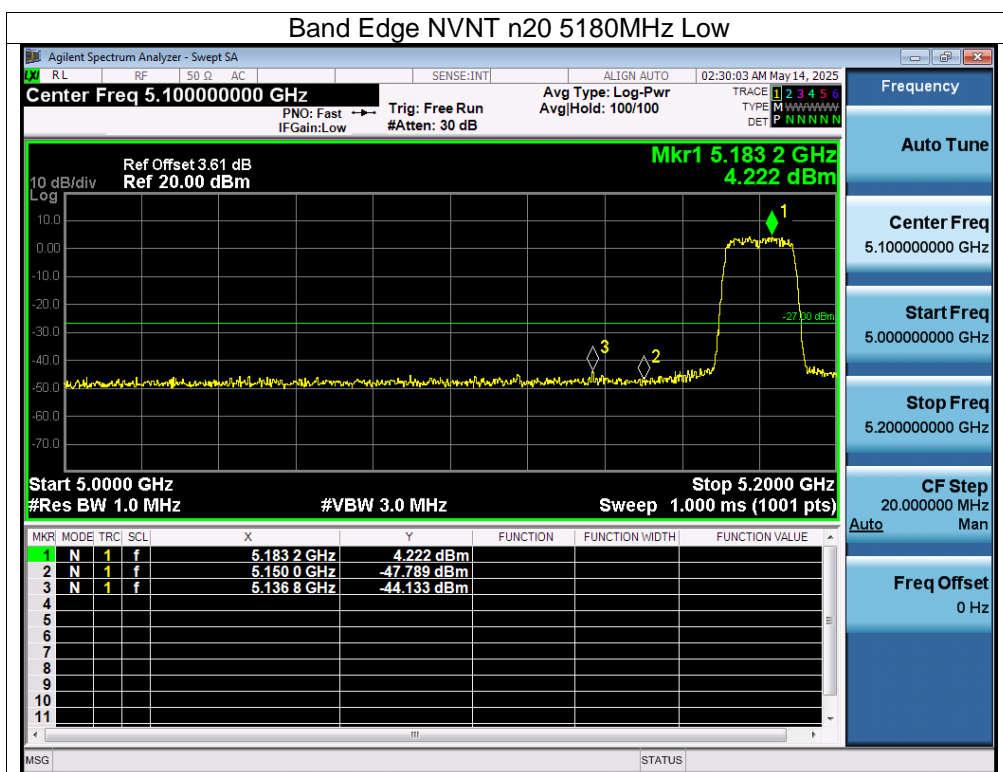 Band Edge NVNT n20 5180MHz Low
Agilent Spectrum Analyzer - Swept SA
LXI RL RF 50 Ω AC SENSE:INT ALIGN AUTO 02:30:03 AM May 14, 2025
Center Freq 5.100000000 GHz
PNO: Fast
IFGain:Low
Trig: Free Run
#Atten: 30 dB
Avg Type: Log-Pwr
Avg|Hold: 100/100
TRACE 1 2 3 4 5 6
TYPE M WWWWW
DET P N N N N N
Ref Offset 3.61 dB
Ref 20.00 dBm
10 dB/div
Log
Mkr1 5.183 2 GHz
4.222 dBm
10.0
0.00
-10.0
-20.0
-30.0
-40.0
-50.0
-60.0
-70.0
1
-27.00 dBm
3
2
Start 5.0000 GHz
Stop 5.2000 GHz
#Res BW 1.0 MHz
#VBW 3.0 MHz
Sweep 1.000 ms (1001 pts)
MKR MODE TRC SCL X Y FUNCTION FUNCTION WIDTH FUNCTION VALUE
1 N 1 f 5.183 2 GHz 4.222 dBm
2 N 1 f 5.150 0 GHz -47.789 dBm
3 N 1 f 5.136 8 GHz -44.133 dBm
4
5
6
7
8
9
10
11
MSG
STATUS
Frequency
Auto Tune
Center Freq
5.100000000 GHz
Start Freq
5.000000000 GHz
Stop Freq
5.200000000 GHz
CF Step
20.000000 MHz
Auto Man
Freq Offset
0 Hz